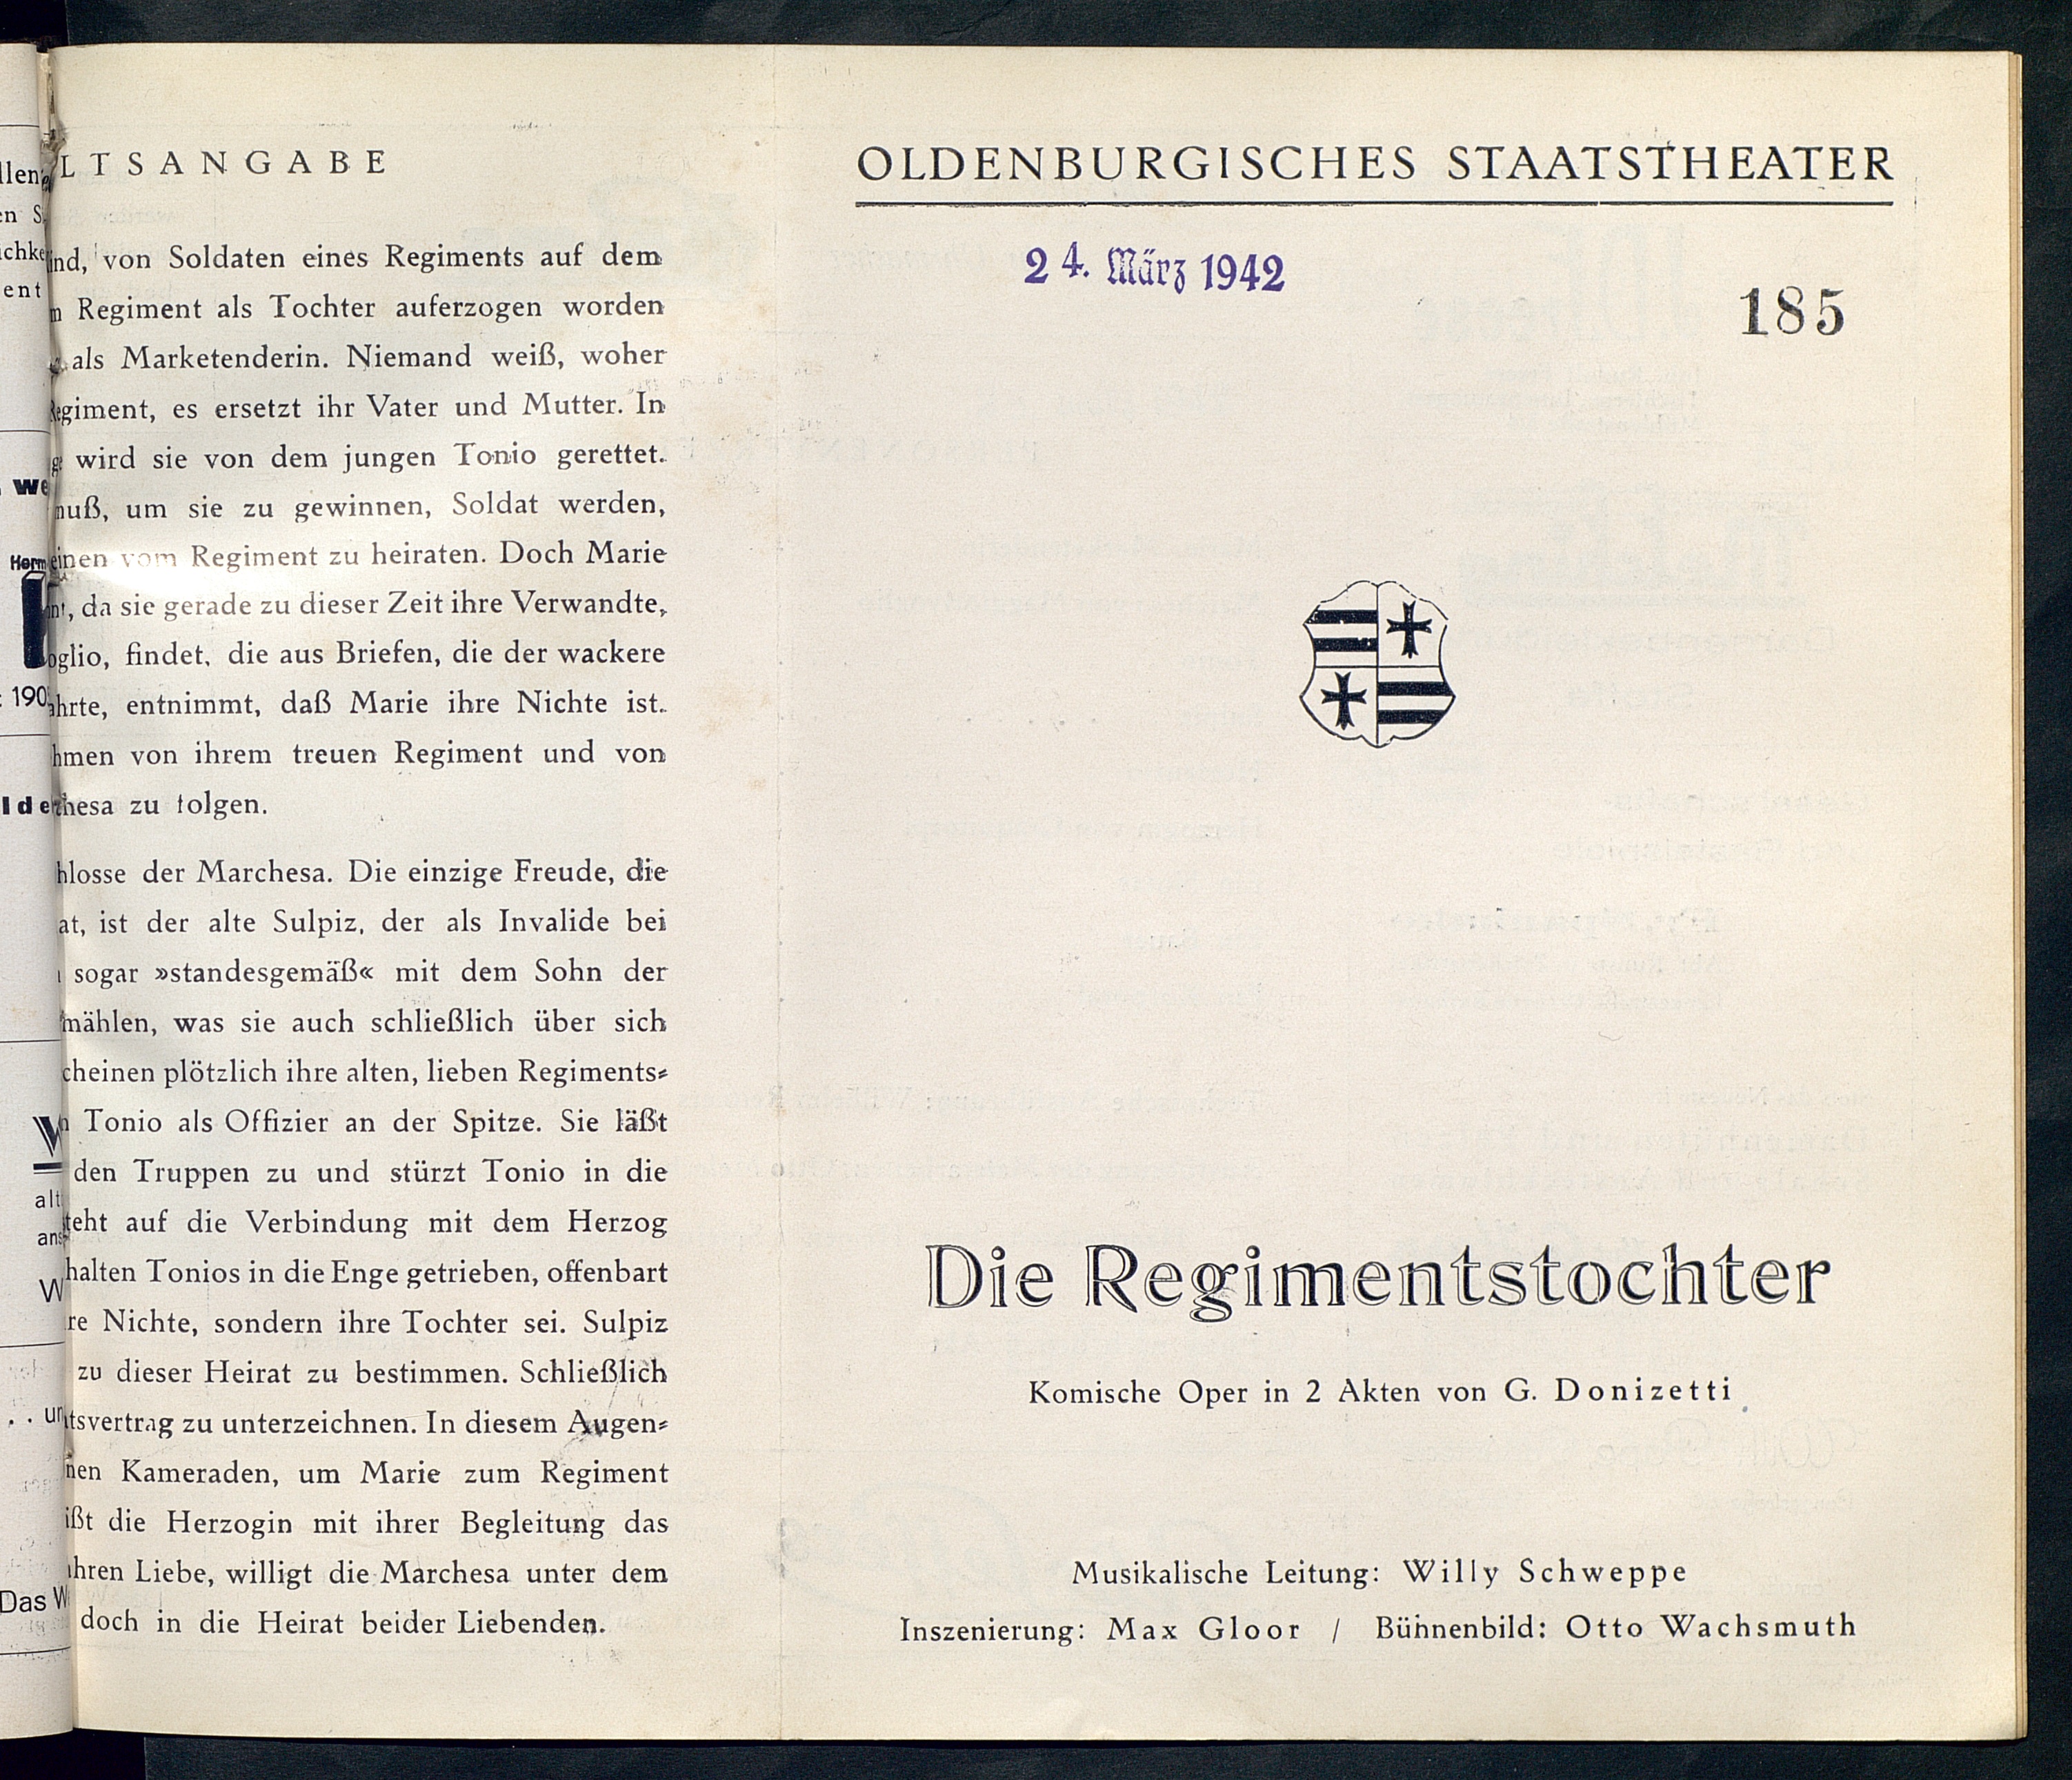 LTSANGABE
ind, von Soldaten eines Regiments auf dem
Regiment als Tochter auferzogen worden
als Marketenderin. Niemand weiß, woher
Regiment, es ersetzt ihr Vater und Mutter. In
wird sie von dem jungen Tonio gerettet.
muß, um sie zu gewinnen, Soldat werden,
einen vom Regiment zu heiraten. Doch Marie
da sie gerade zu dieser Zeit ihre Verwandte,
oglio, findet, die aus Briefen, die der wackere
ahrte, entnimmt, daß Marie ihre Nichte ist.
hmen von ihrem treuen Regiment und von
hesa zu folgen.
hlosse der Marchesa. Die einzige Freude, die
at, ist der alte Sulpiz, der als Invalide bei
sogar »standesgemäß« mit dem Sohn der
mählen, was sie auch schließlich über sich
cheinen plötzlich ihre alten, lieben Regiments-
n Tonio als Offizier an der Spitze. Sie läßt
den Truppen zu und stürzt Tonio in die
teht auf die Verbindung mit dem Herzog
halten Tonios in die Enge getrieben, offenbart
re Nichte, sondern ihre Tochter sei. Sulpiz
zu dieser Heirat zu bestimmen. Schließlich
tsvertrag zu unterzeichnen. In diesem Augen-
nen Kameraden, um Marie zum Regiment
ißt die Herzogin mit ihrer Begleitung das
hren Liebe, willigt die Marchesa unter dem
doch in die Heirat beider Liebenden.
OLDENBURGISCHES STAATSTHEATER
24. März 1942
185
Die Regimentstochter
Komische Oper in 2 Akten von G. Donizetti
Musikalische Leitung: Willy Schweppe
Inszenierung: Max Gloor / Bühnenbild: Otto Wachsmuth